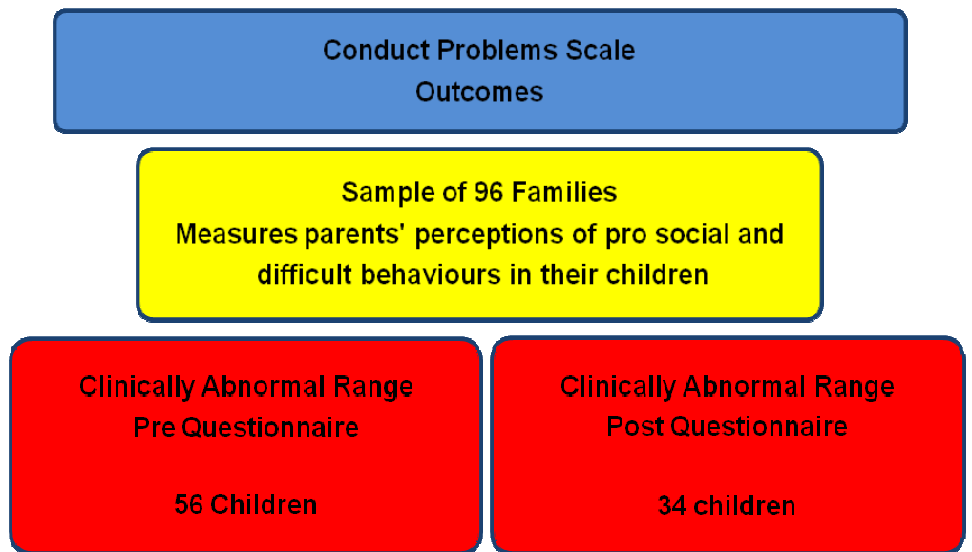 Conduct Problems Scale
Outcomes
Sample of 96 Families
Measures parents' perceptions of pro social and
difficult behaviours in their children
Clinically Abnormal Range
Pre Questionnaire
56 Children
Clinically Abnormal Range
Post Questionnaire
34 children